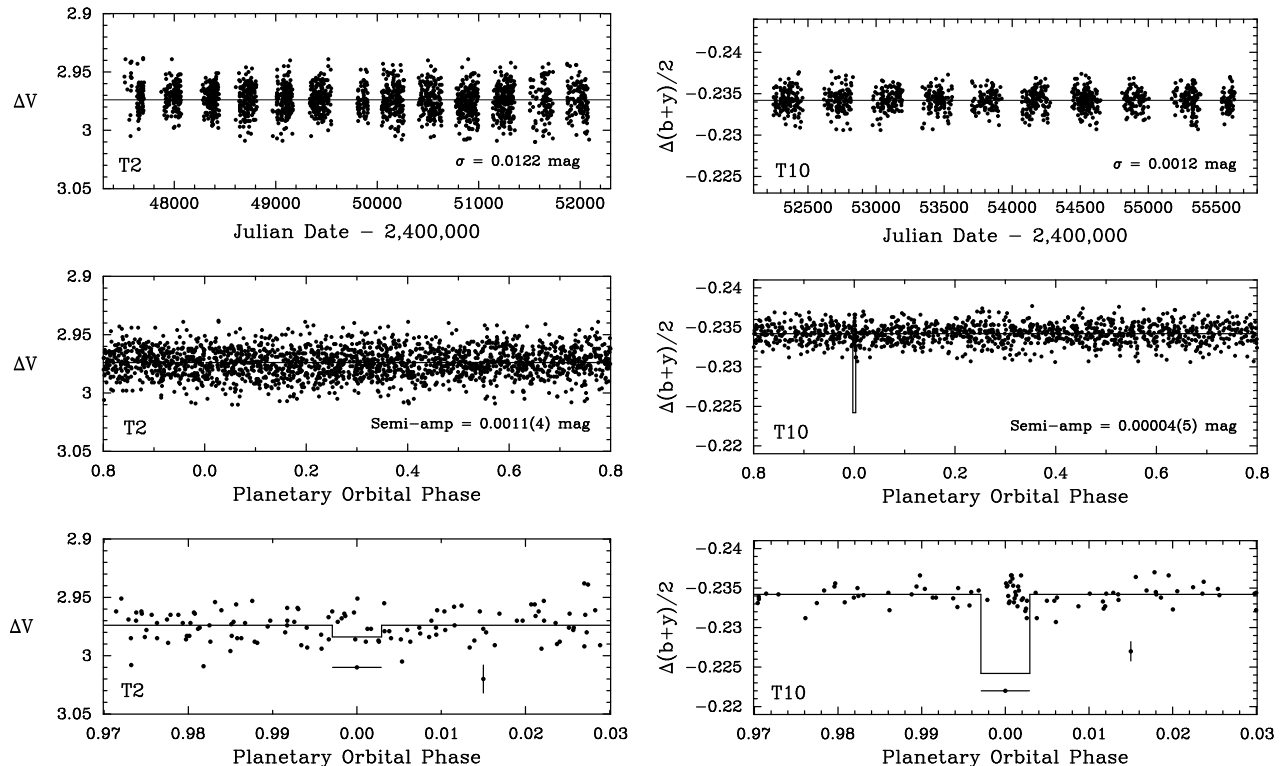 2.9
2.95
3
3.05
ΔV
T2
σ = 0.0122 mag
48000 49000 50000 51000 52000
Julian Date − 2,400,000
−0.24
−0.235
−0.23
−0.225
Δ(b+y)/2
T10
σ = 0.0012 mag
52500 53000 53500 54000 54500 55000 55500
Julian Date − 2,400,000
2.9
2.95
3
3.05
ΔV
T2
Semi-amp = 0.0011(4) mag
0.8 0.0 0.2 0.4 0.6 0.8
Planetary Orbital Phase
−0.24
−0.235
−0.23
−0.225
−0.22
Δ(b+y)/2
T10
Semi-amp = 0.00004(5) mag
0.8 0.0 0.2 0.4 0.6 0.8
Planetary Orbital Phase
2.9
2.95
3
3.05
ΔV
T2
0.97 0.98 0.99 0.00 0.01 0.02 0.03
Planetary Orbital Phase
−0.24
−0.235
−0.23
−0.225
−0.22
Δ(b+y)/2
T10
0.97 0.98 0.99 0.00 0.01 0.02 0.03
Planetary Orbital Phase